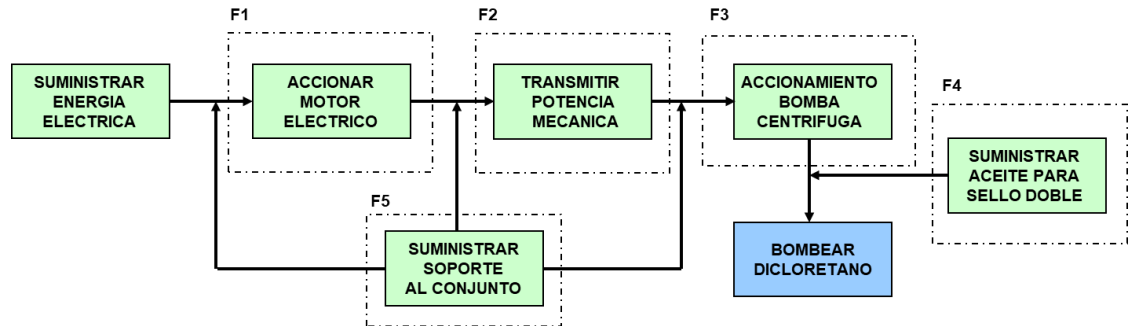 F1
F2
F3
SUMINISTRAR
ENERGIA
ELECTRICA
ACCIONAR
MOTOR
ELECTRICO
TRANSMITIR
POTENCIA
MECANICA
ACCIONAMIENTO
BOMBA
CENTRIFUGA
F4
SUMINISTRAR
ACEITE PARA
SELLO DOBLE
F5
SUMINISTRAR
SOPORTE
AL CONJUNTO
BOMBEAR
DICLORETANO